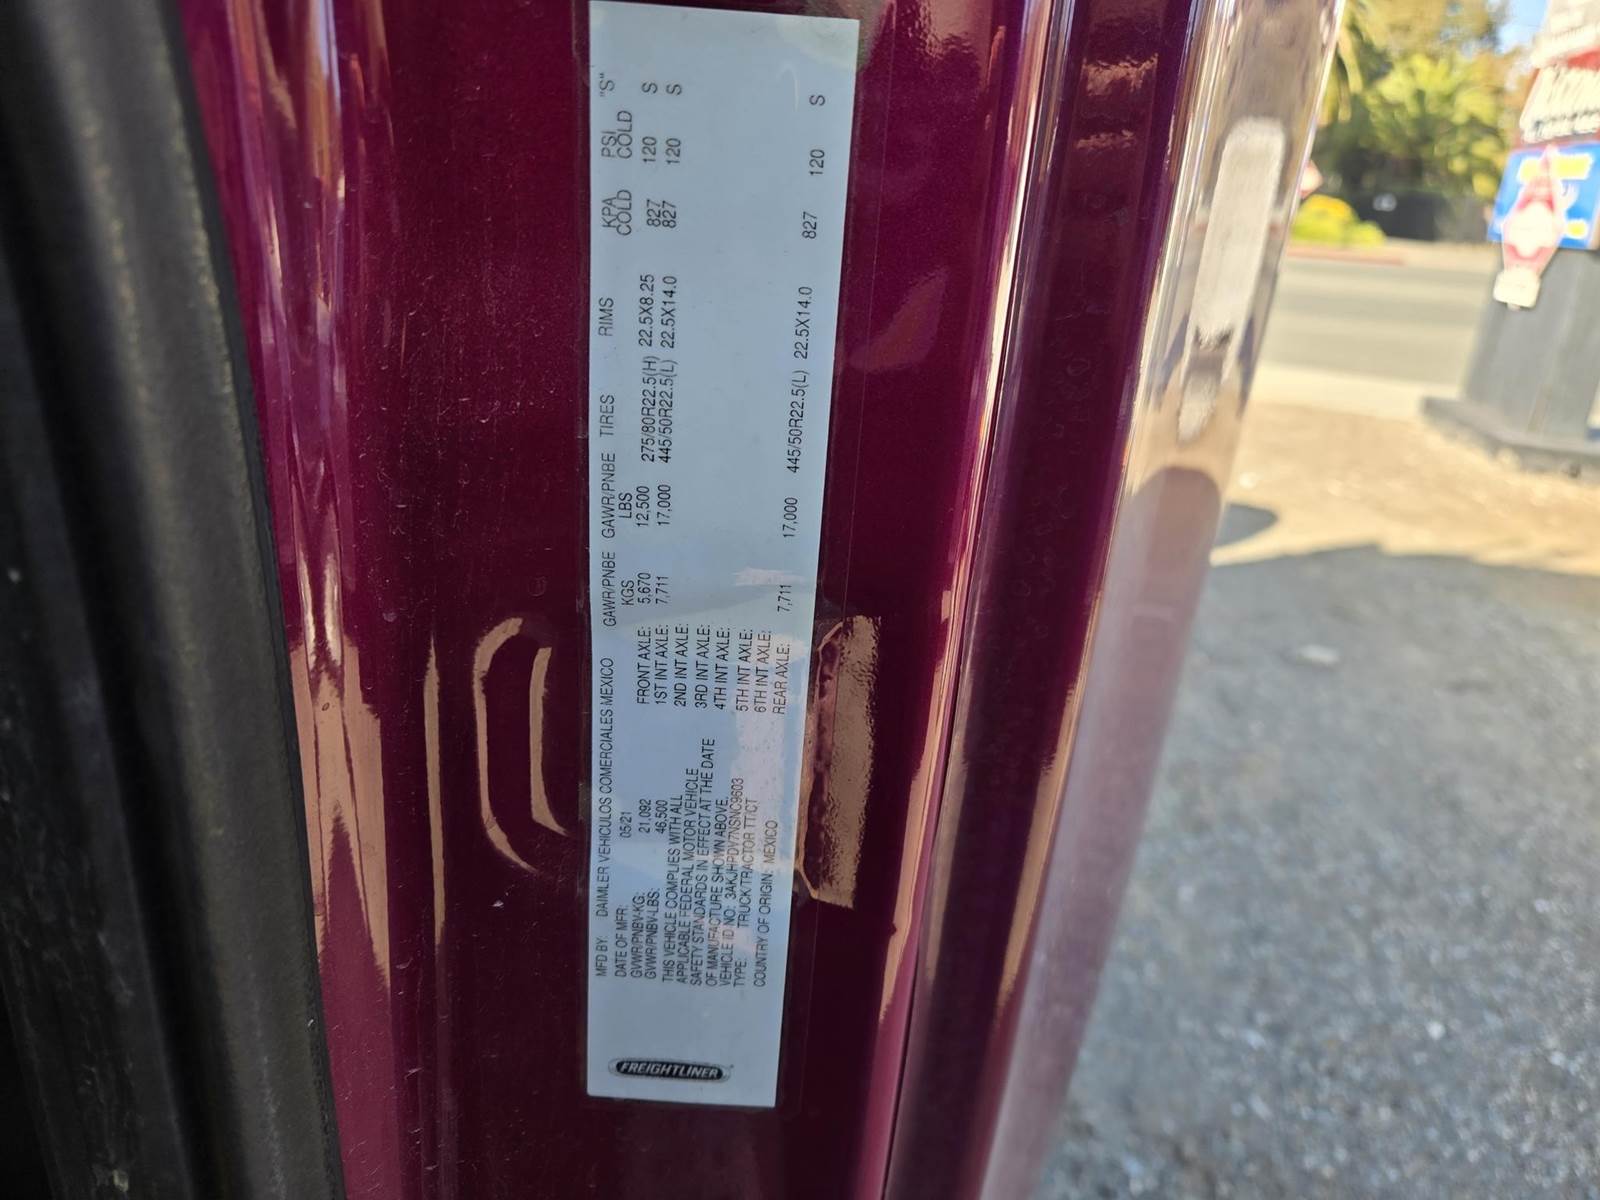 FREIGHTLINER
MFD BY: DAIMLER VEHICULOS COMERCIALES MEXICO
DATE OF MFR: 05/21
GVWR/PNBV-KG: 21,092
GVWR/PNBV-LBS: 46,500
THIS VEHICLE COMPLIES WITH ALL
APPLICABLE FEDERAL MOTOR VEHICLE
SAFETY STANDARDS IN EFFECT AT THE DATE
OF MANUFACTURE SHOWN ABOVE.
VEHICLE ID NO: 3AKJHPDV7NSNC9603
TYPE: TRUCK/TRACTOR TT/CT
COUNTRY OF ORIGIN: MEXICO
GAWR/PNBE KGS GAWR/PNBE LBS TIRES RIMS KPA COLD PSI COLD "S"
FRONT AXLE: 5,670 12,500 275/80R22.5(H) 22.5X8.25 827 120 S
1ST INT AXLE: 7,711 17,000 445/50R22.5(L) 22.5X14.0 827 120 S
2ND INT AXLE:
3RD INT AXLE:
4TH INT AXLE:
5TH INT AXLE:
6TH INT AXLE:
REAR AXLE: 7,711 17,000 445/50R22.5(L) 22.5X14.0 827 120 S